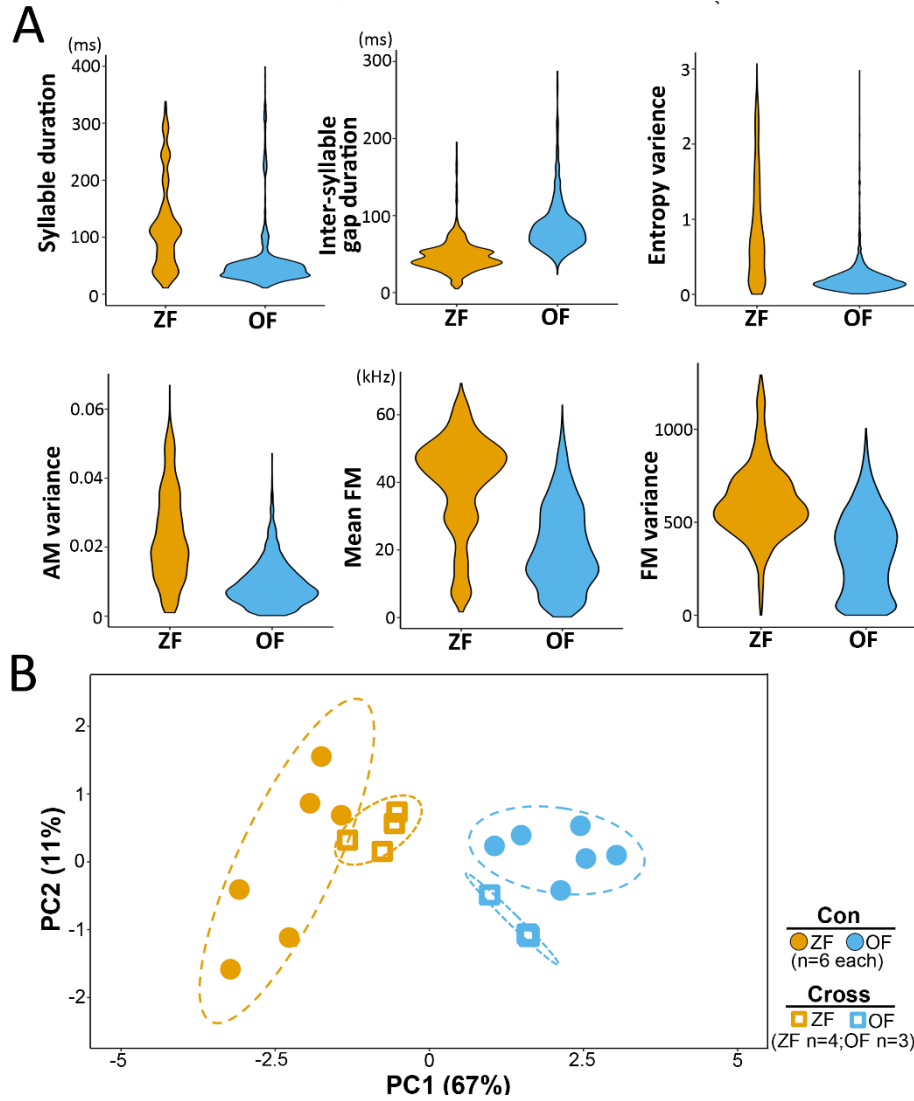 A
(ms)
Syllable duration
400
300
200
100
0
ZF
OF
(ms)
Inter-syllable
gap duration
300
200
100
0
ZF
OF
Entropy varience
3
2
1
0
ZF
OF
AM variance
0.06
0.04
0.02
0
ZF
OF
(kHz)
Mean FM
60
40
20
0
ZF
OF
FM variance
1000
500
0
ZF
OF
B
PC2 (11%)
2
1
0
-1
-2
-5
-2.5
0
2.5
5
PC1 (67%)
Con
ZF OF
(n=6 each)
Cross
ZF OF
(ZF n=4;OF n=3)